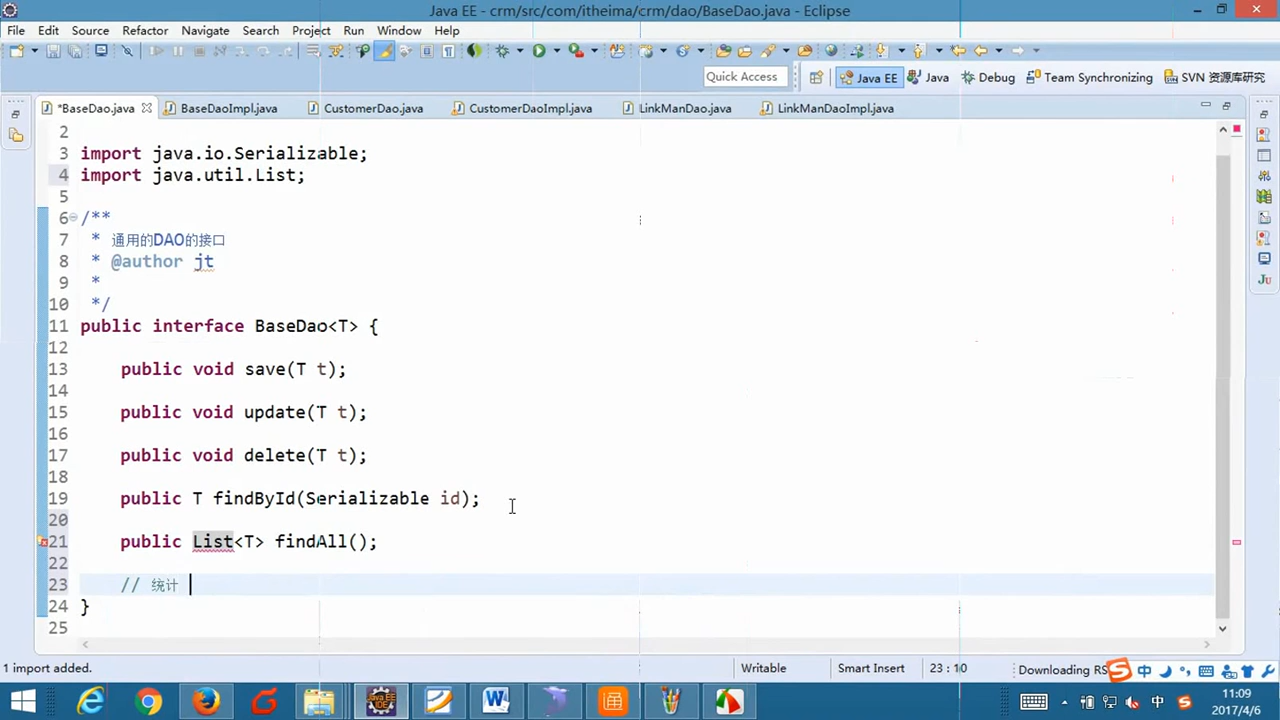 Java EE - crm/src/com/itheima/crm/dao/BaseDao.java - Eclipse
File Edit Source Refactor Navigate Search Project Run Window Help
Quick Access
Java EE
Java
Debug
Team Synchronizing
SVN 资源库研究
*BaseDao.java
BaseDaoImpl.java
CustomerDao.java
CustomerDaoImpl.java
LinkManDao.java
LinkManDaoImpl.java
2
3 import java.io.Serializable;
4 import java.util.List;
5
6 /**
7 * 通用的DAO的接口
8 * @author jt
9 *
10 */
11 public interface BaseDao<T> {
12
13 public void save(T t);
14
15 public void update(T t);
16
17 public void delete(T t);
18
19 public T findById(Serializable id);
20
21 public List<T> findAll();
22
23 // 统计
24 }
25
1 import added.
Writable
Smart Insert
23 : 10
Downloading RS
中
中
11:09
2017/4/6